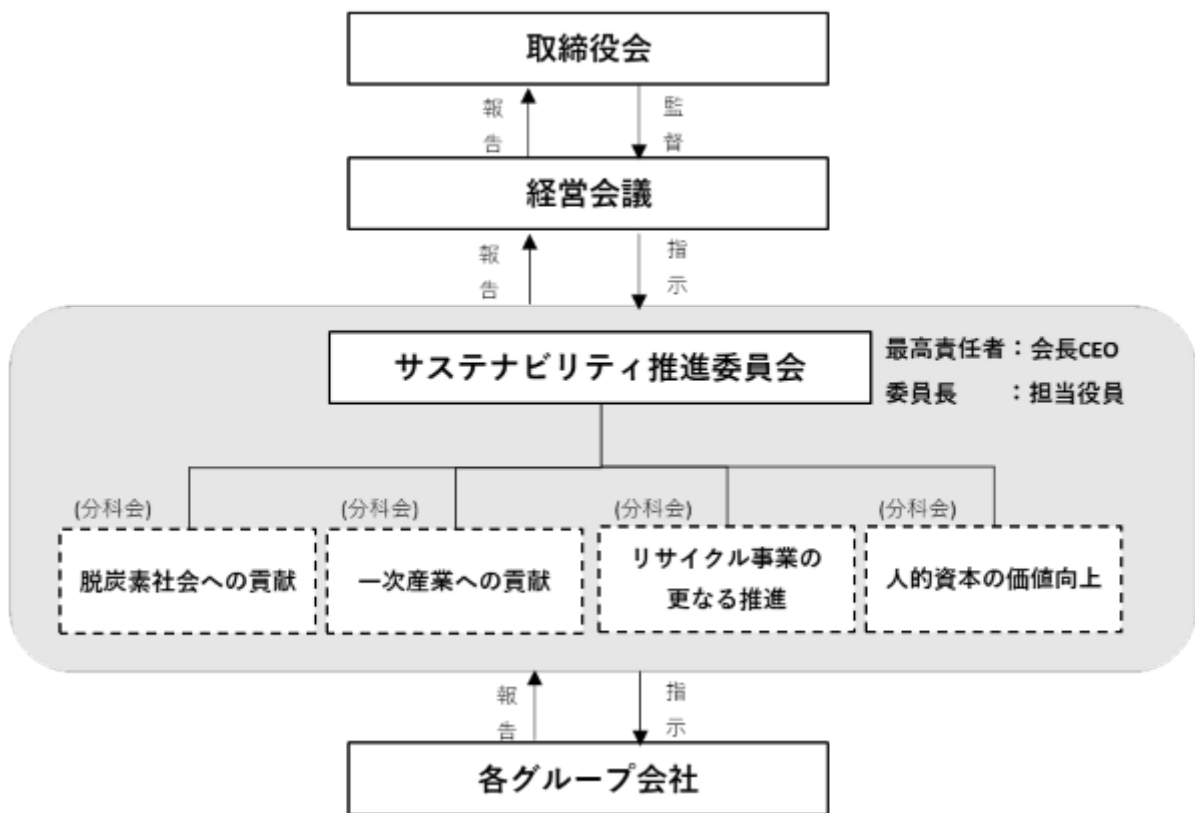 取締役会
報告
監督
経営会議
報告
指示
サステナビリティ推進委員会
最高責任者：会長CEO
委員長　　：担当役員
(分科会)
脱炭素社会への貢献
(分科会)
一次産業への貢献
(分科会)
リサイクル事業の
更なる推進
(分科会)
人的資本の価値向上
報告
指示
各グループ会社